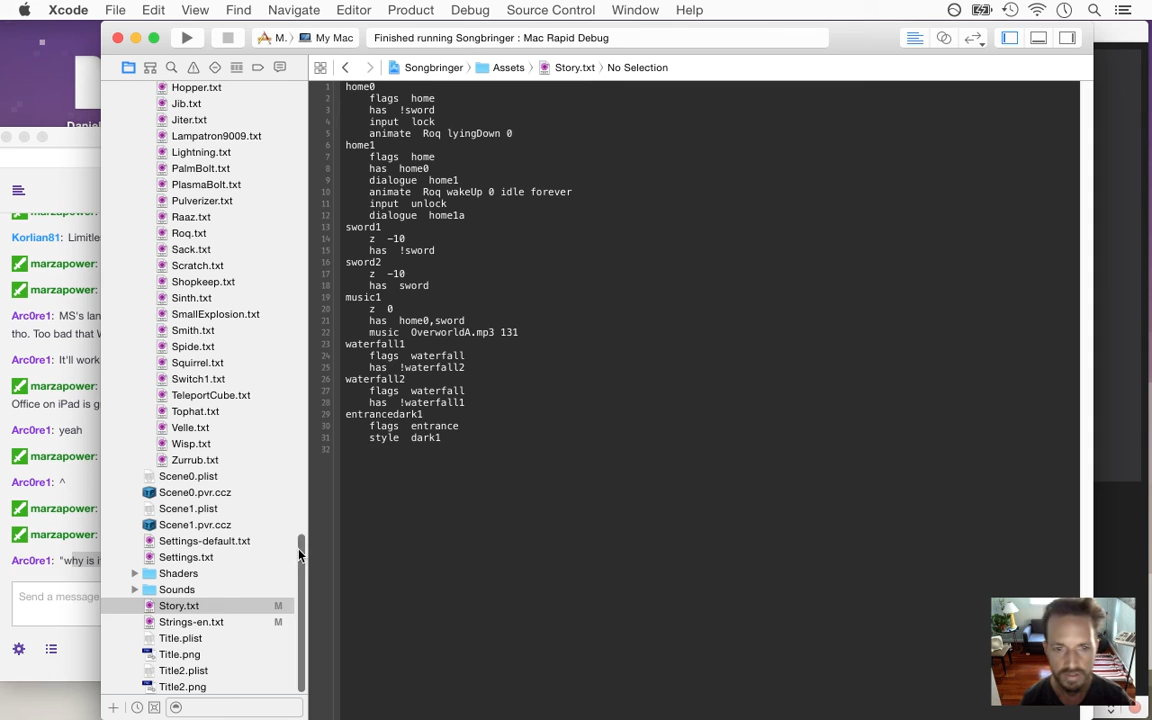 Xcode File Edit View Find Navigate Editor Product Debug Source Control Window Help
M. My Mac Finished running Songbringer : Mac Rapid Debug
Songbringer Assets Story.txt No Selection
Hopper.txt
Jib.txt
Jiter.txt
Lampatron9009.txt
Lightning.txt
PalmBolt.txt
PlasmaBolt.txt
Pulverizer.txt
Raaz.txt
Roq.txt
Sack.txt
Scratch.txt
Shopkeep.txt
Sinth.txt
SmallExplosion.txt
Smith.txt
Spide.txt
Squirrel.txt
Switch1.txt
TeleportCube.txt
Tophat.txt
Velle.txt
Wisp.txt
Zurrub.txt
Scene0.plist
Scene0.pvr.ccz
Scene1.plist
Scene1.pvr.ccz
Settings-default.txt
Settings.txt
Shaders
Sounds
Story.txt M
Strings-en.txt M
Title.plist
Title.png
Title2.plist
Title2.png
1 home0
2 flags home
3 has !sword
4 input lock
5 animate Roq lyingDown 0
6 home1
7 flags home
8 has home0
9 dialogue home1
10 animate Roq wakeUp 0 idle forever
11 input unlock
12 dialogue home1a
13 sword1
14 z -10
15 has !sword
16 sword2
17 z -10
18 has sword
19 music1
20 z 0
21 has home0,sword
22 music OverworldA.mp3 131
23 waterfall1
24 flags waterfall
25 has !waterfall2
26 waterfall2
27 flags waterfall
28 has !waterfall1
29 entrancedark1
30 flags entrance
31 style dark1
32
Korlian81: Limitle
marzapower:
marzapower:
Arc0re1: MS's lan
tho. Too bad that
Arc0re1: It'll work
marzapower:
Office on iPad is g
Arc0re1: yeah
marzapower:
Arc0re1: ^
marzapower:
marzapower:
Arc0re1: "why is i
Send a message